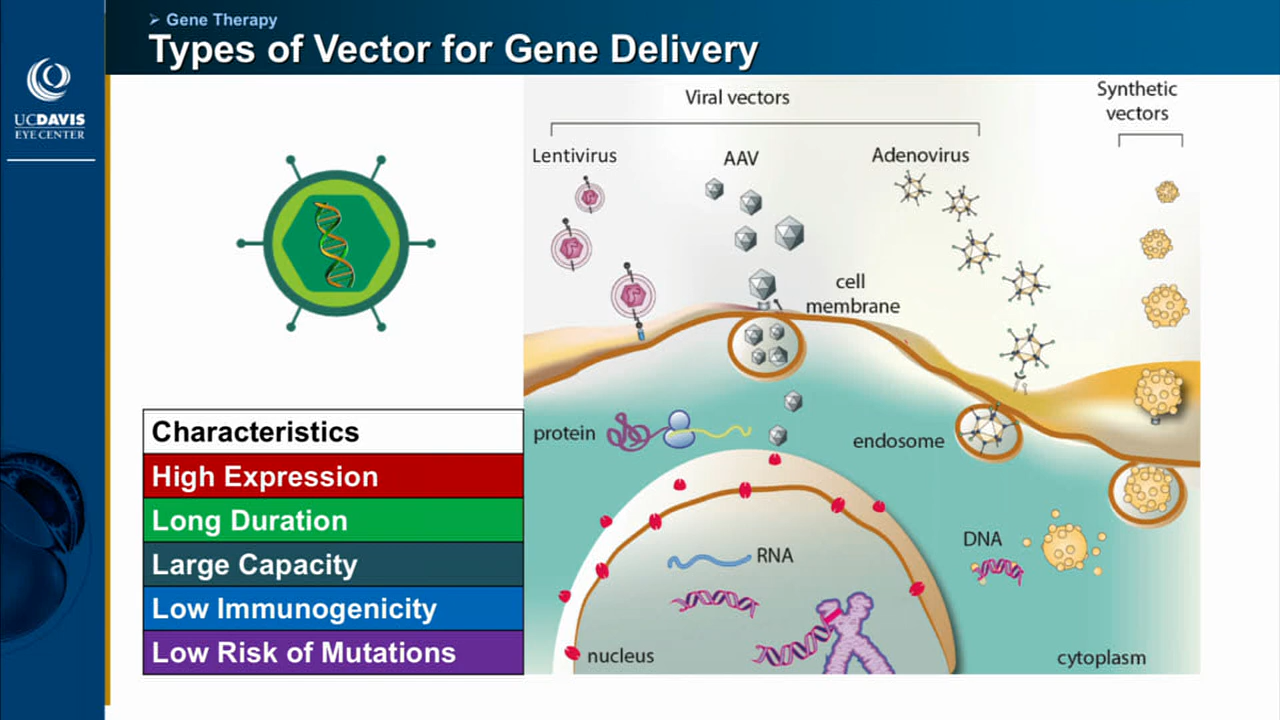 ➢ Gene Therapy
Types of Vector for Gene Delivery
UCDAVIS
EYE CENTER
Viral vectors
Synthetic
vectors
Lentivirus
AAV
Adenovirus
cell
membrane
Characteristics
High Expression
Long Duration
Large Capacity
Low Immunogenicity
Low Risk of Mutations
protein
endosome
RNA
DNA
nucleus
cytoplasm